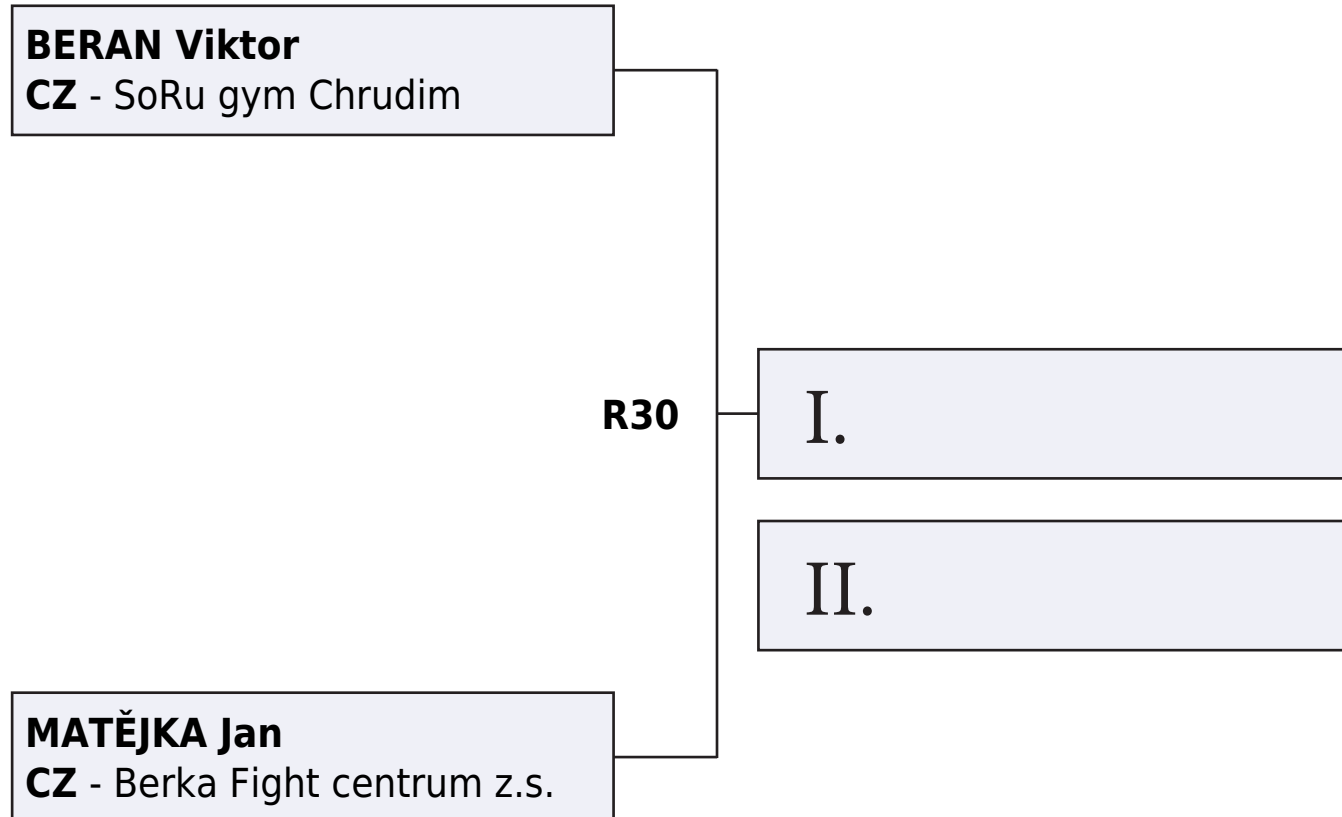 BERAN Viktor
CZ - SoRu gym Chrudim
R30
I.
II.
MATĚJKA Jan
CZ - Berka Fight centrum z.s.